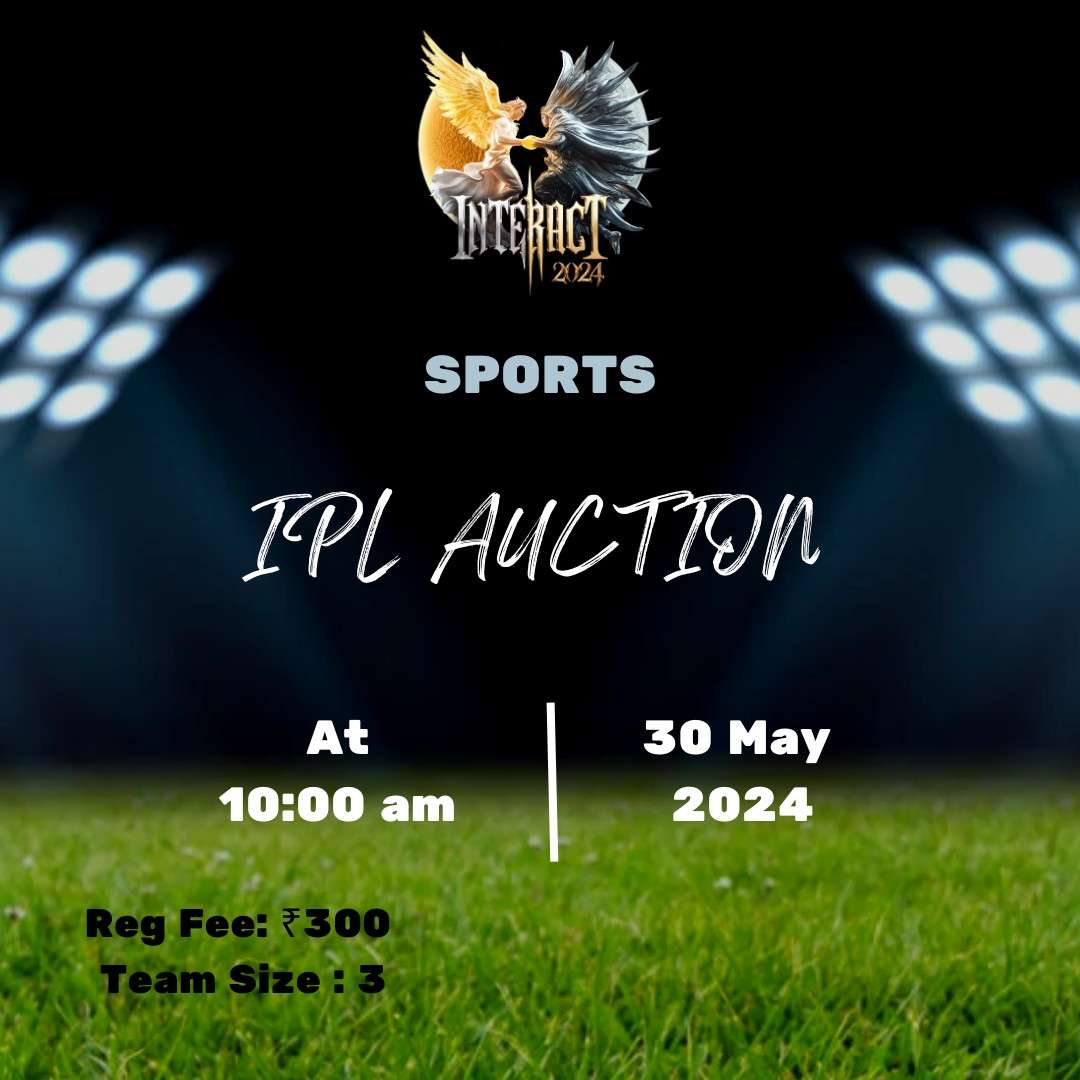 INTERACT
2024
SPORTS
IPL AUCTION
At
10:00 am
30 May
2024
Reg Fee: ₹300
Team Size : 3